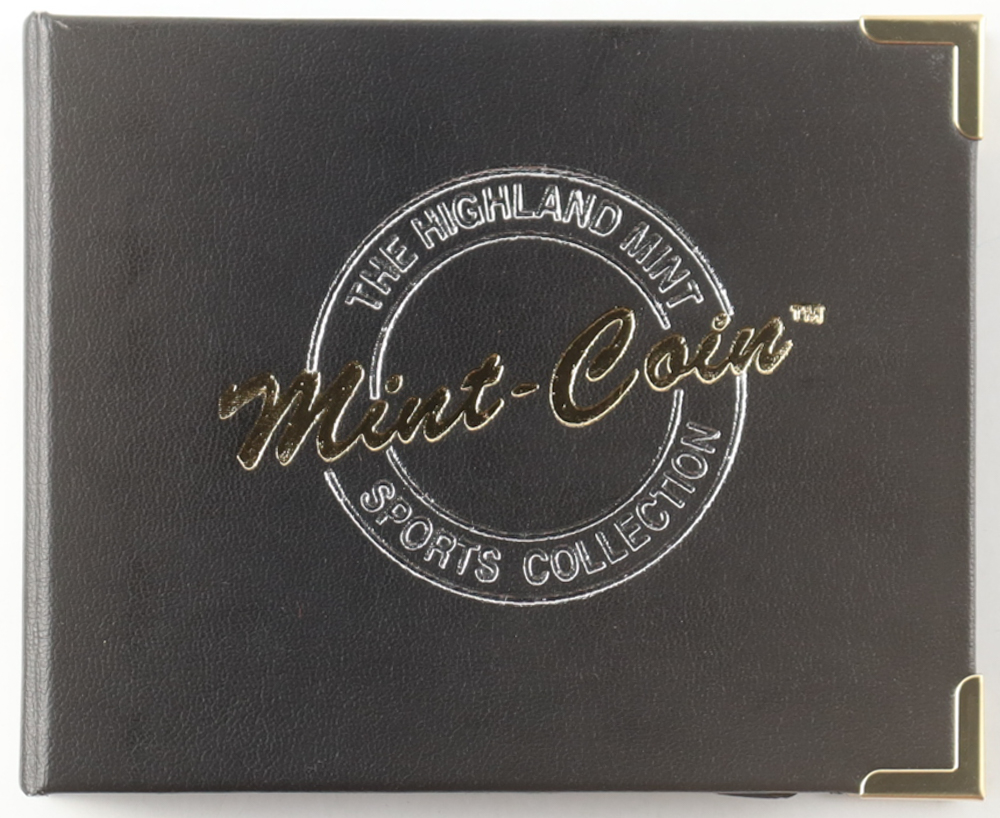 THE HIGHLAND MINT
Mint-Coin™
SPORTS COLLECTION